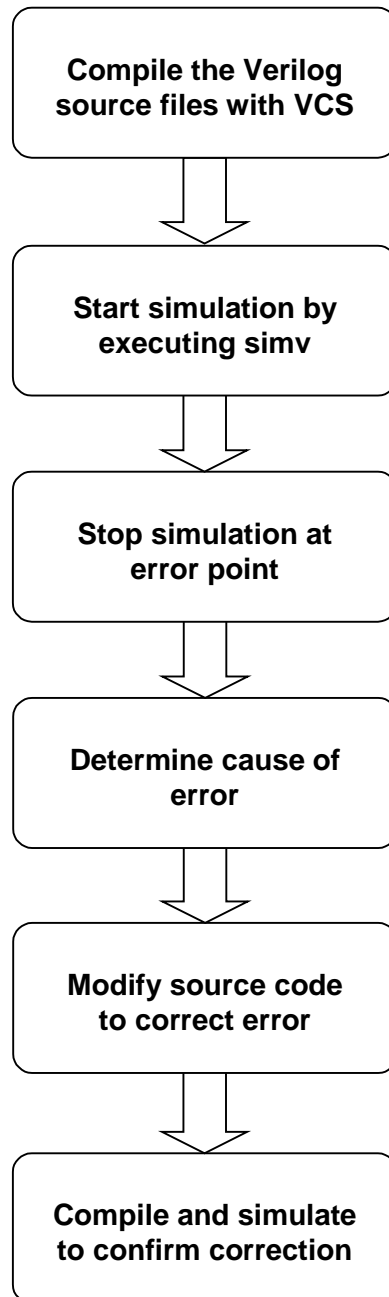 Compile the Verilog
source files with VCS
Start simulation by
executing simv
Stop simulation at
error point
Determine cause of
error
Modify source code
to correct error
Compile and simulate
to confirm correction